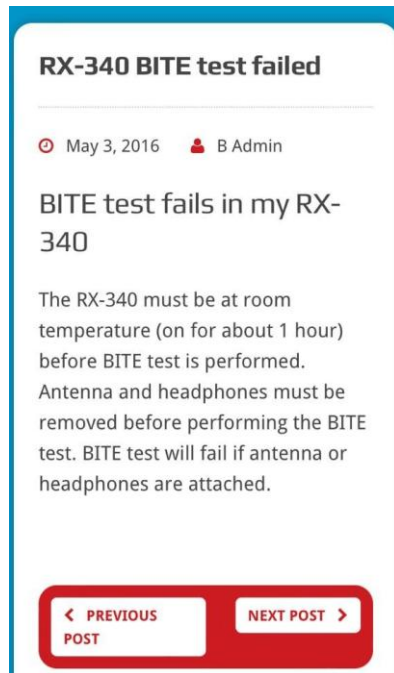 RX-340 BITE test failed
May 3, 2016 B Admin
BITE test fails in my RX-
340
The RX-340 must be at room
temperature (on for about 1 hour)
before BITE test is performed.
Antenna and headphones must be
removed before performing the BITE
test. BITE test will fail if antenna or
headphones are attached.
PREVIOUS
POST
NEXT POST